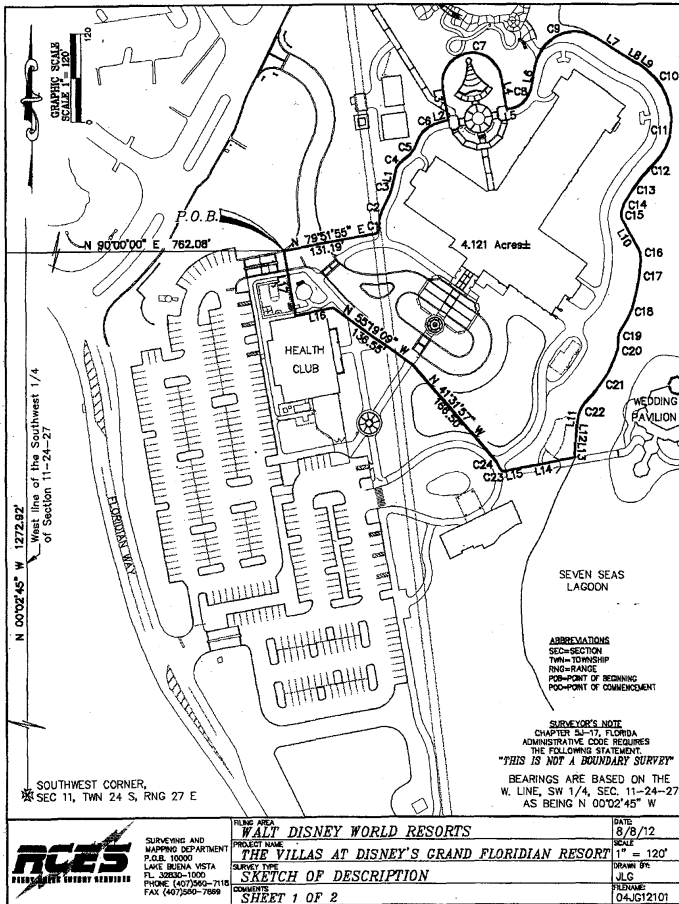 GRAPHIC SCALE
SCALE 1" = 120'
120
C9
L7
L8
L9
C10
C7
C8
L5
L2
C6
C5
C4
L1
C3
C2
C1
C11
C12
C13
C14
C15
L10
C16
C17
C18
C19
C20
C21
C22
L11
L12
L13
L14
L15
C23
C24
P.O.B.
N 90°00'00" E 762.08'
N 79°51'55" E
131.19'
4.121 Acres±
L17
L16
N 55°19'09" W
138.55'
N 41°31'57" W
166.50'
HEALTH
CLUB
WEDDING
PAVILION
FLORIDIAN WAY
N 00°02'45" W 1272.92'
West line of the Southwest 1/4
of Section 11-24-27
SEVEN SEAS
LAGOON
ABBREVIATIONS
SEC=SECTION
TWN=TOWNSHIP
RNG=RANGE
POB=POINT OF BEGINNING
POC=POINT OF COMMENCEMENT
SURVEYOR'S NOTE
CHAPTER 5J-17, FLORIDA
ADMINISTRATIVE CODE REQUIRES
THE FOLLOWING STATEMENT.
"THIS IS NOT A BOUNDARY SURVEY"
BEARINGS ARE BASED ON THE
W. LINE, SW 1/4, SEC. 11-24-27
AS BEING N 00°02'45" W
SOUTHWEST CORNER,
SEC 11, TWN 24 S, RNG 27 E
RCES
REEDY CREEK ENERGY SERVICES
SURVEYING AND
MAPPING DEPARTMENT
P.O.B. 10000
LAKE BUENA VISTA
FL. 32830-1000
PHONE (407)560-7118
FAX (407)560-7869
FILING AREA
WALT DISNEY WORLD RESORTS
PROJECT NAME
THE VILLAS AT DISNEY'S GRAND FLORIDIAN RESORT
SURVEY TYPE
SKETCH OF DESCRIPTION
COMMENTS
SHEET 1 OF 2
DATE:
8/8/12
SCALE
1" = 120'
DRAWN BY:
JLG
FILENAME:
04JG12101